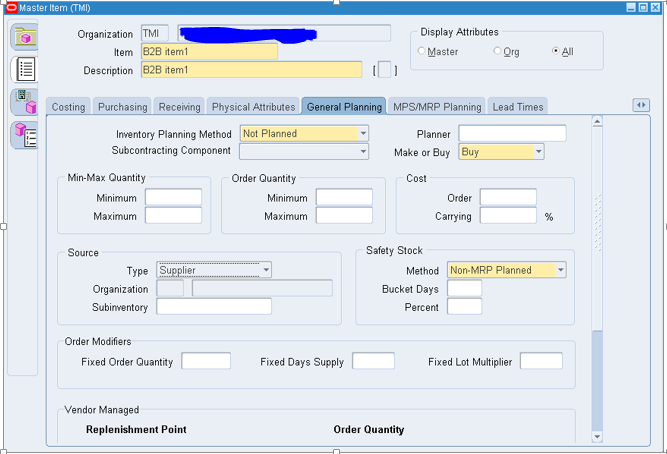 Master Item (TMI)
Organization TMI
Item B2B item1
Description B2B item1 [ ]
Display Attributes
Master Org All
Costing Purchasing Receiving Physical Attributes General Planning MPS/MRP Planning Lead Times
Inventory Planning Method Not Planned Planner
Subcontracting Component Make or Buy Buy
Min-Max Quantity Order Quantity Cost
Minimum Minimum Order
Maximum Maximum Carrying %
Source Safety Stock
Type Supplier Method Non-MRP Planned
Organization Bucket Days
Subinventory Percent
Order Modifiers
Fixed Order Quantity Fixed Days Supply Fixed Lot Multiplier
Vendor Managed
Replenishment Point Order Quantity